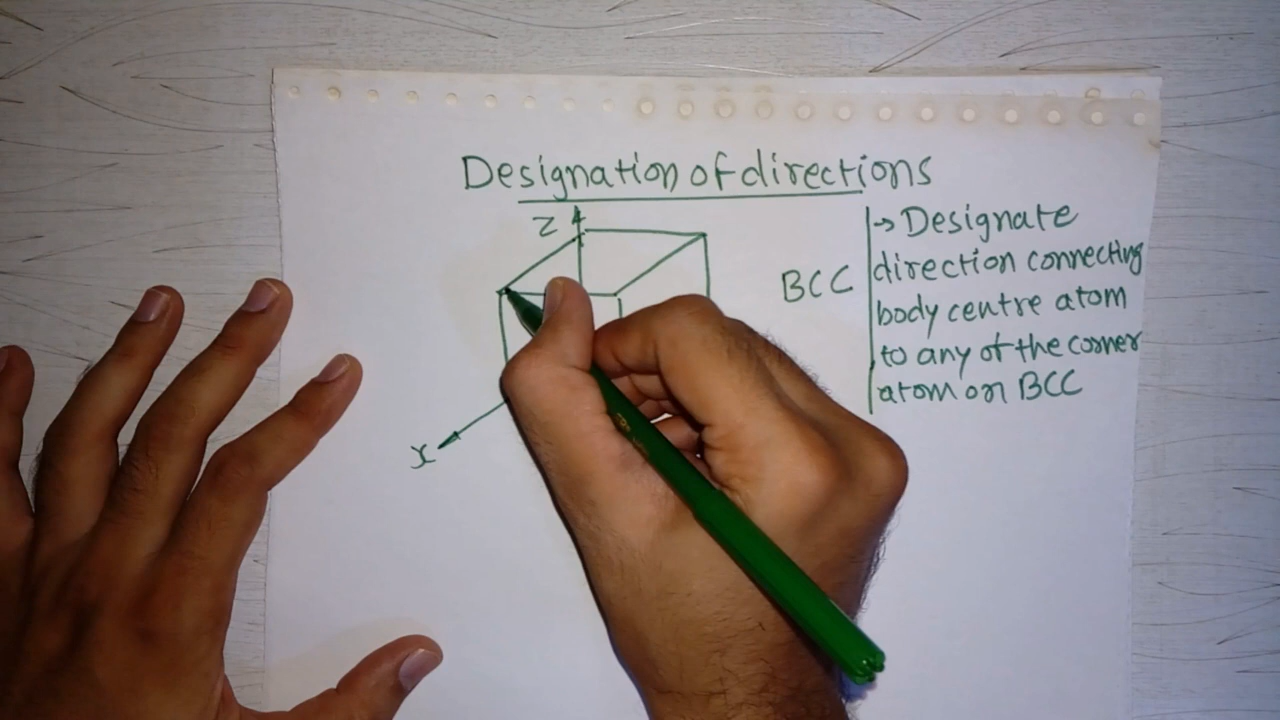 Designation of directions
Z
x
BCC
→ Designate
direction connecting
body centre atom
to any of the corner
atom on BCC